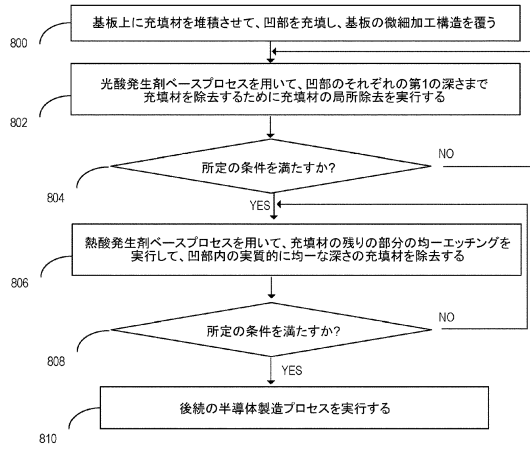 800
基板上に充填材を堆積させて、凹部を充填し、基板の微細加工構造を覆う
802
光酸発生剤ベースプロセスを用いて、凹部のそれぞれの第1の深さまで
充填材を除去するために充填材の局所除去を実行する
804
所定の条件を満たすか?
NO
YES
806
熱酸発生剤ベースプロセスを用いて、充填材の残りの部分の均一エッチングを
実行して、凹部内の実質的に均一な深さの充填材を除去する
808
所定の条件を満たすか?
NO
YES
810
後続の半導体製造プロセスを実行する